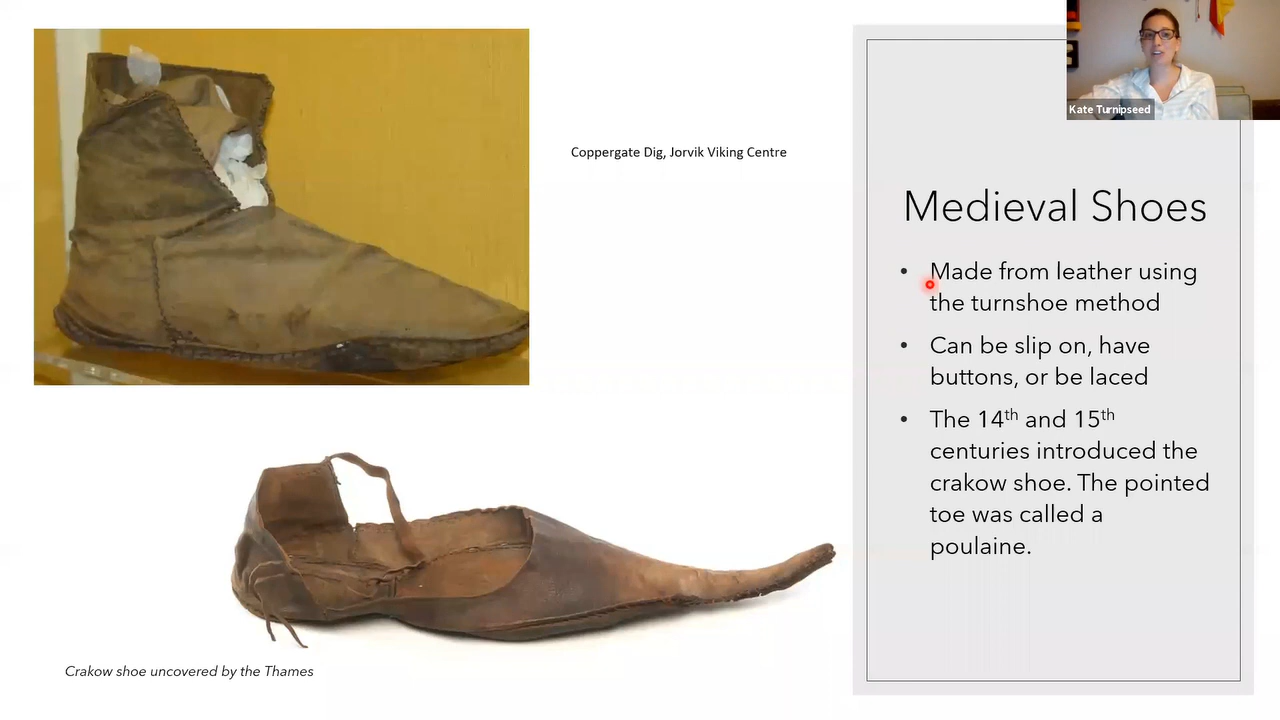 Kate Turnipseed
Coppergate Dig, Jorvik Viking Centre
Medieval Shoes
• Made from leather using
the turnshoe method
• Can be slip on, have
buttons, or be laced
• The 14th and 15th
centuries introduced the
crakow shoe. The pointed
toe was called a
poulaine.
Crakow shoe uncovered by the Thames